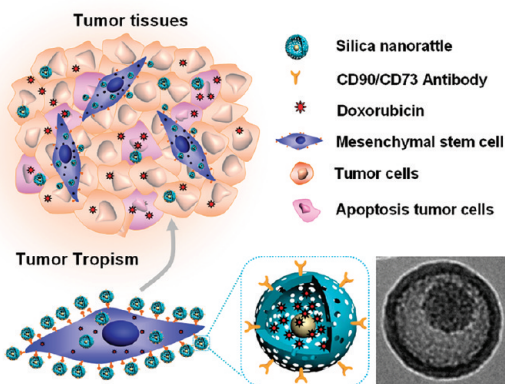 Tumor tissues
Silica nanorattle
CD90/CD73 Antibody
Doxorubicin
Mesenchymal stem cell
Tumor cells
Apoptosis tumor cells
Tumor Tropism